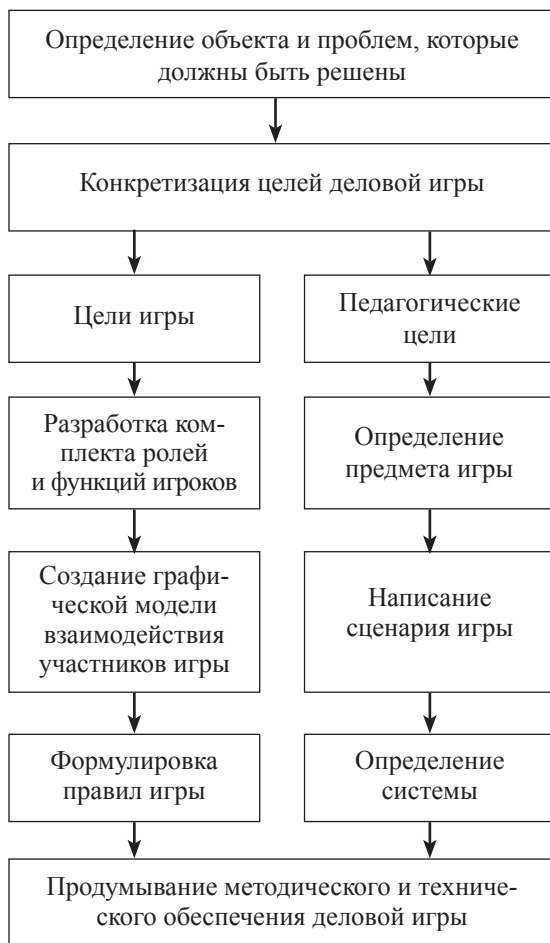 Определение объекта и проблем, которые
должны быть решены
Конкретизация целей деловой игры
Цели игры
Педагогические
цели
Разработка ком-
плекта ролей
и функций игроков
Определение
предмета игры
Создание графи-
ческой модели
взаимодействия
участников игры
Написание
сценария игры
Формулировка
правил игры
Определение
системы
Продумывание методического и техниче-
ского обеспечения деловой игры